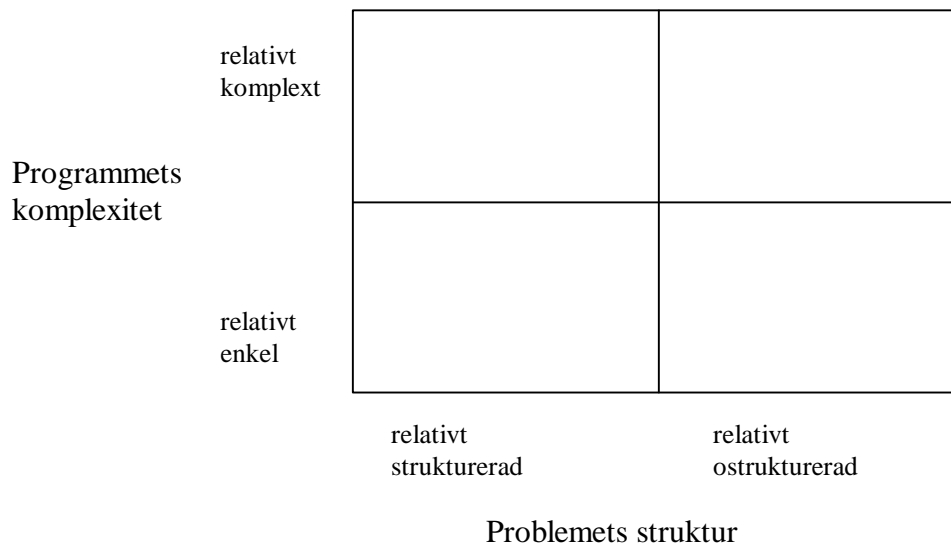 relativt
komplext
Programmets
komplexitet
relativt
enkel
relativt
strukturerad
relativt
ostrukturerad
Problemets struktur